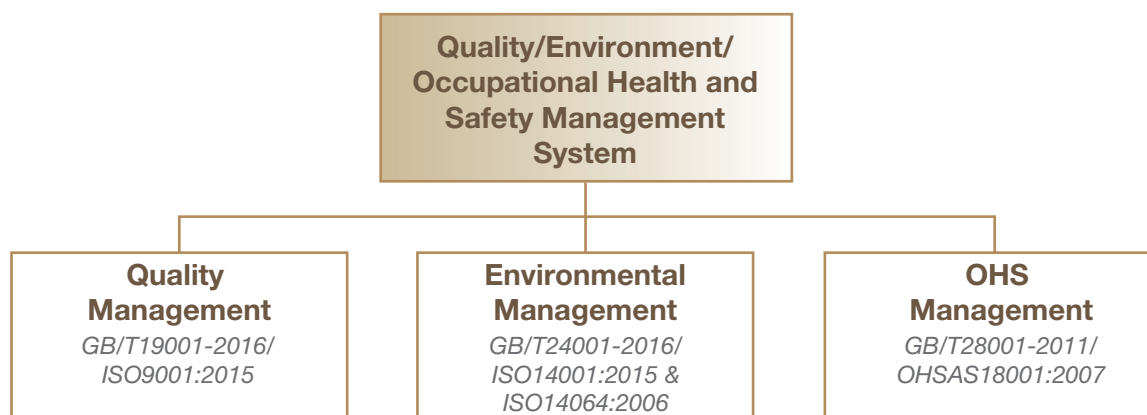 Quality/Environment/
Occupational Health and
Safety Management
System
Quality
Management
GB/T19001-2016/
ISO9001:2015
Environmental
Management
GB/T24001-2016/
ISO14001:2015 &
ISO14064:2006
OHS
Management
GB/T28001-2011/
OHSAS18001:2007